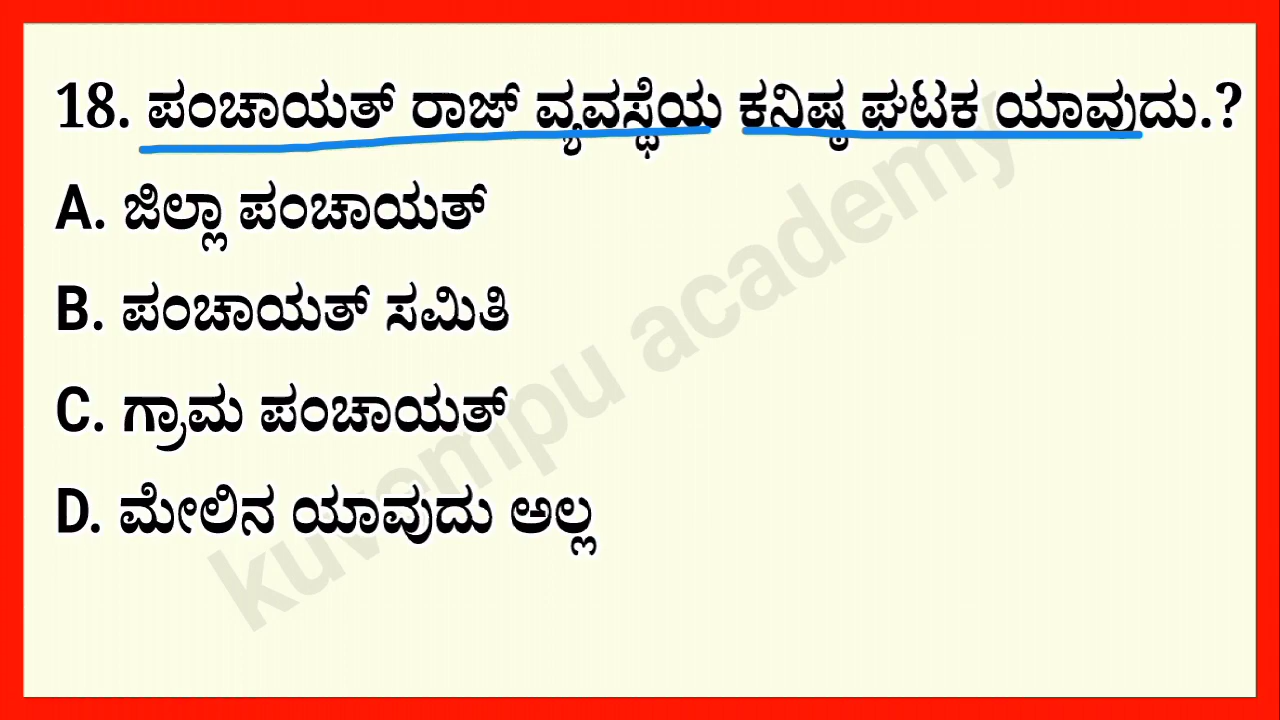 18. ಪಂಚಾಯತ್ ರಾಜ್ ವ್ಯವಸ್ಥೆಯ ಕನಿಷ್ಠ ಘಟಕ ಯಾವುದು.?
A. ಜಿಲ್ಲಾ ಪಂಚಾಯತ್
B. ಪಂಚಾಯತ್ ಸಮಿತಿ
C. ಗ್ರಾಮ ಪಂಚಾಯತ್
D. ಮೇಲಿನ ಯಾವುದು ಅಲ್ಲ
kuvempu academy